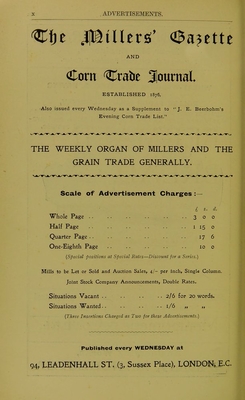 x ADVERTISEMENTS.
The Millers' Gazette
AND
Corn Trade Journal.
ESTABLISHED 1876.
Also issued every Wednesday as a Supplement to "J. E. Beerbohm's
Evening Corn Trade List."
THE WEEKLY ORGAN OF MILLERS AND THE
GRAIN TRADE GENERALLY.
Scale of Advertisement Charges :—
£ s. d.
Whole Page .. .. .. .. .. 3 0 0
Half Page .. .. .. .. .. 1 15 0
Quarter Page .. .. .. .. .. 17 6
One-Eighth Page .. .. .. .. 10 0
(Special positions at Special Rates—Discount for a Series.)
Mills to be Let or Sold and Auction Sales, 4/- per inch, Single Column.
Joint Stock Company Announcements, Double Rates.
Situations Vacant .. .. .. 2/6 for 20 words.
Situations Wanted .. .. .. 1/6 " "
(Three Insertions Charged as Two for these Advertisements.)
Published every WEDNESDAY at
94, LEADENHALL ST. (3, Sussex Place), LONDON, E.C.